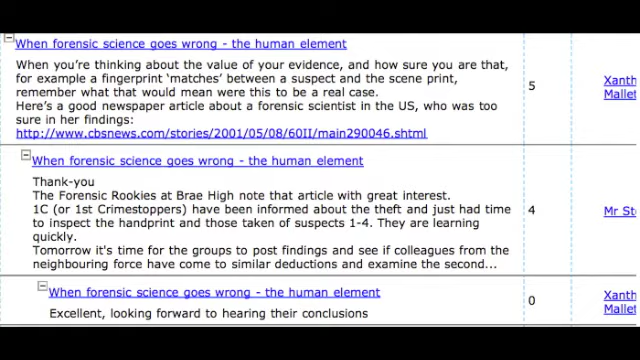 When forensic science goes wrong - the human element
When you're thinking about the value of your evidence, and how sure you are that,
for example a fingerprint 'matches' between a suspect and the scene print,
remember what that would mean were this to be a real case.
Here's a good newspaper article about a forensic scientist in the US, who was too
sure in her findings:
http://www.cbsnews.com/stories/2001/05/08/60II/main290046.shtml
5
Xanth
Mallet
When forensic science goes wrong - the human element
Thank-you
The Forensic Rookies at Brae High note that article with great interest.
1C (or 1st Crimestoppers) have been informed about the theft and just had time
to inspect the handprint and those taken of suspects 1-4. They are learning
quickly.
Tomorrow it's time for the groups to post findings and see if colleagues from the
neighbouring force have come to similar deductions and examine the second...
4
Mr St
When forensic science goes wrong - the human element
Excellent, looking forward to hearing their conclusions
0
Xanth
Mallet